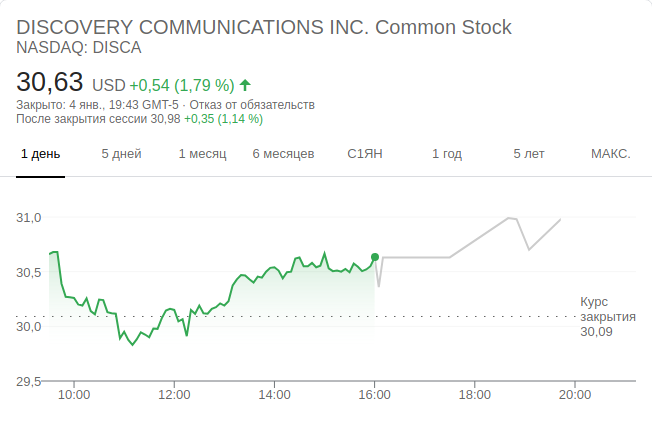 DISCOVERY COMMUNICATIONS INC. Common Stock
NASDAQ: DISCA
30,63 USD +0,54 (1,79 %)
Закрыто: 4 янв., 19:43 GMT-5 · Отказ от обязательств
После закрытия сессии 30,98 +0,35 (1,14 %)
1 день 5 дней 1 месяц 6 месяцев С1ЯН 1 год 5 лет МАКС.
31,0
30,5
Курс
закрытия
30,09
30,0
29,5
10:00 12:00 14:00 16:00 18:00 20:00